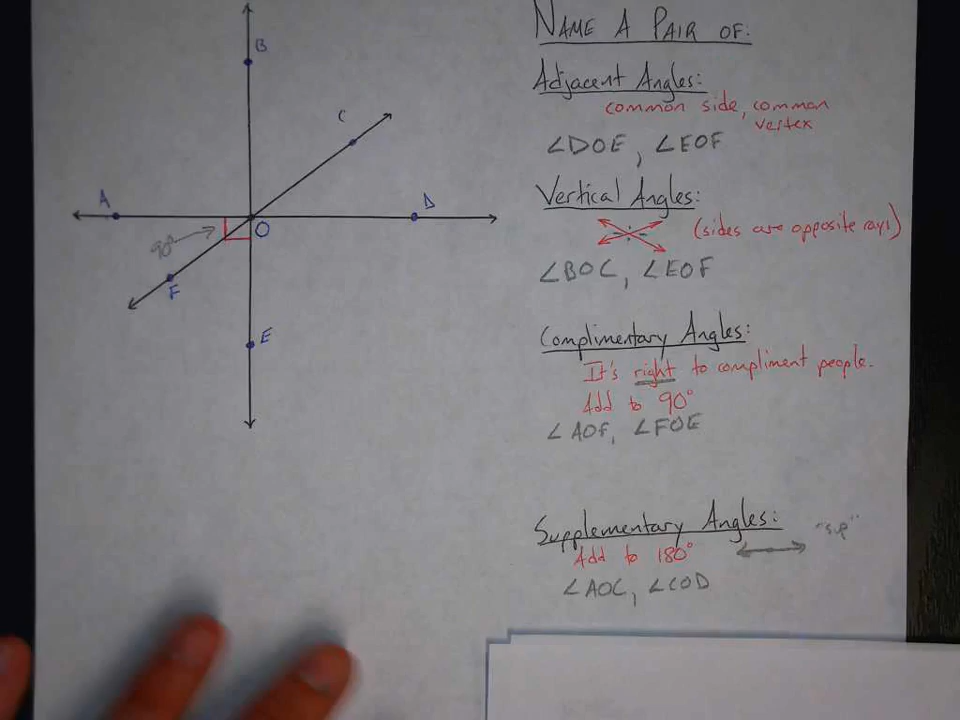 NAME A PAIR OF:
Adjacent Angles:
common side, common
vertex
∠DOE, ∠EOF
Vertical Angles:
(sides are opposite rays)
∠BOC, ∠EOF
Complimentary Angles:
It's right to compliment people.
Add to 90°
∠AOF, ∠FOE
Supplementary Angles:
"sup"
Add to 180°
∠AOC, ∠COD
B
C
A
D
O
90°
F
E